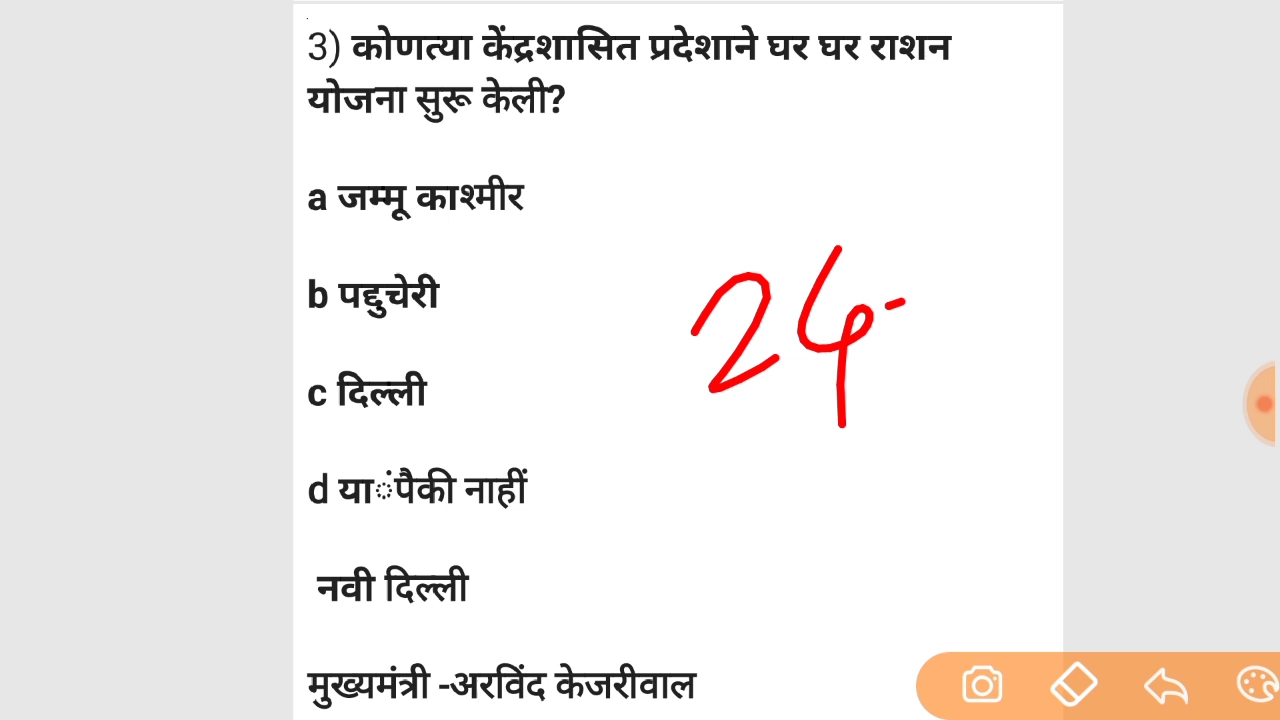 3) कोणत्या केंद्रशासित प्रदेशाने घर घर राशन
योजना सुरू केली?
a जम्मू काश्मीर
b पद्दुचेरी
24
c दिल्ली
d यांपैकी नाहीं
नवी दिल्ली
मुख्यमंत्री -अरविंद केजरीवाल